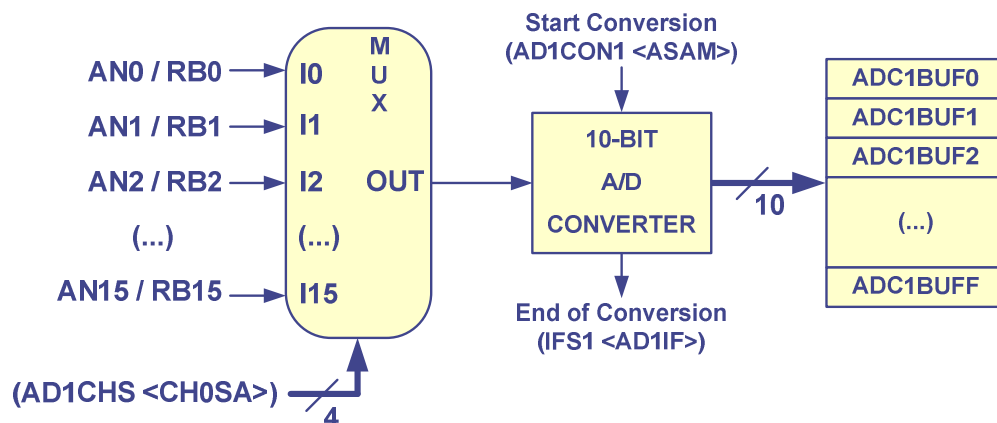 Start Conversion
(AD1CON1 <ASAM>)
M
U
X
AN0 / RB0
I0
AN1 / RB1
I1
AN2 / RB2
I2
OUT
(...)
(...)
AN15 / RB15
I15
10-BIT
A/D
CONVERTER
10
ADC1BUF0
ADC1BUF1
ADC1BUF2
(...)
ADC1BUFF
End of Conversion
(IFS1 <AD1IF>)
(AD1CHS <CH0SA>)
4